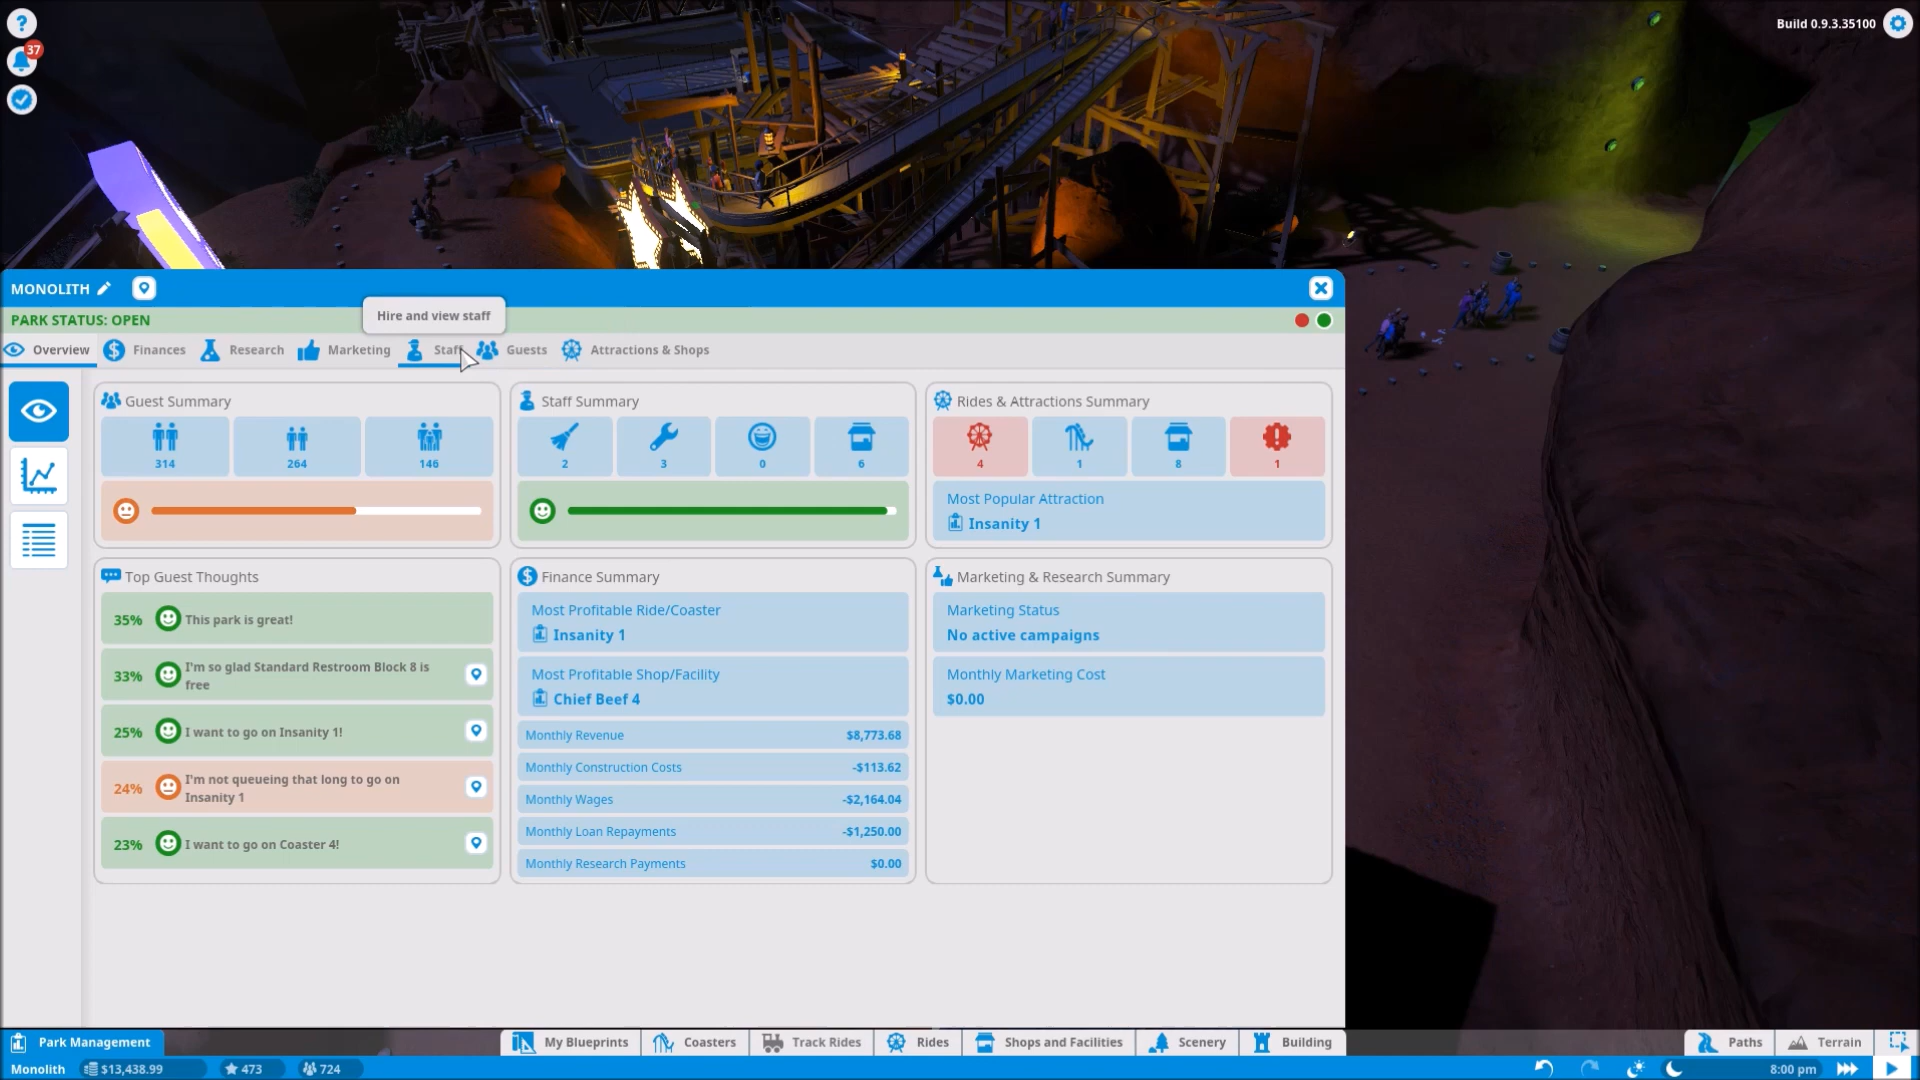 ?
37
Build 0.9.3.35100
MONOLITH
PARK STATUS: OPEN
Hire and view staff
Overview
Finances
Research
Marketing
Staff
Guests
Attractions & Shops
Guest Summary
314
264
146
Staff Summary
2
3
0
6
Rides & Attractions Summary
4
1
8
1
Most Popular Attraction
Insanity 1
Top Guest Thoughts
35% This park is great!
33% I'm so glad Standard Restroom Block 8 is
free
25% I want to go on Insanity 1!
24% I'm not queueing that long to go on
Insanity 1
23% I want to go on Coaster 4!
Finance Summary
Most Profitable Ride/Coaster
Insanity 1
Most Profitable Shop/Facility
Chief Beef 4
Monthly Revenue $8,773.68
Monthly Construction Costs -$113.62
Monthly Wages -$2,164.04
Monthly Loan Repayments -$1,250.00
Monthly Research Payments $0.00
Marketing & Research Summary
Marketing Status
No active campaigns
Monthly Marketing Cost
$0.00
Park Management
My Blueprints
Coasters
Track Rides
Rides
Shops and Facilities
Scenery
Building
Paths
Terrain
Monolith
$13,438.99
473
724
8:00 pm